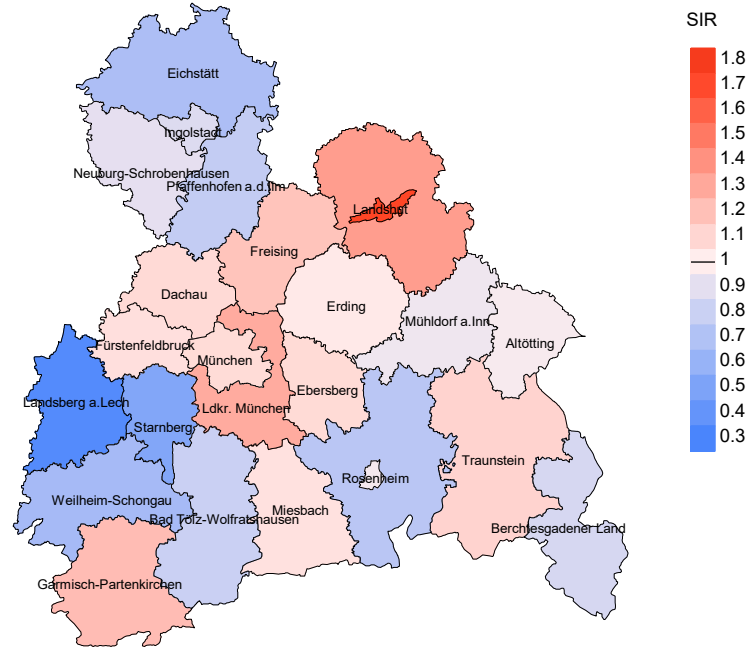 SIR
1.8
1.7
1.6
1.5
1.4
1.3
1.2
1.1
1
0.9
0.8
0.7
0.6
0.5
0.4
0.3
Eichstätt
Ingolstadt
Neuburg-Schrobenhausen
Pfaffenhofen a.d.Ilm
Landshut
Freising
Dachau
Erding
Mühldorf a.Inn
Altötting
Fürstenfeldbruck
München
Ebersberg
Landsberg a.Lech
Ldkr. München
Starnberg
Traunstein
Rosenheim
Weilheim-Schongau
Miesbach
Bad Tölz-Wolfratshausen
Berchtesgadener Land
Garmisch-Partenkirchen